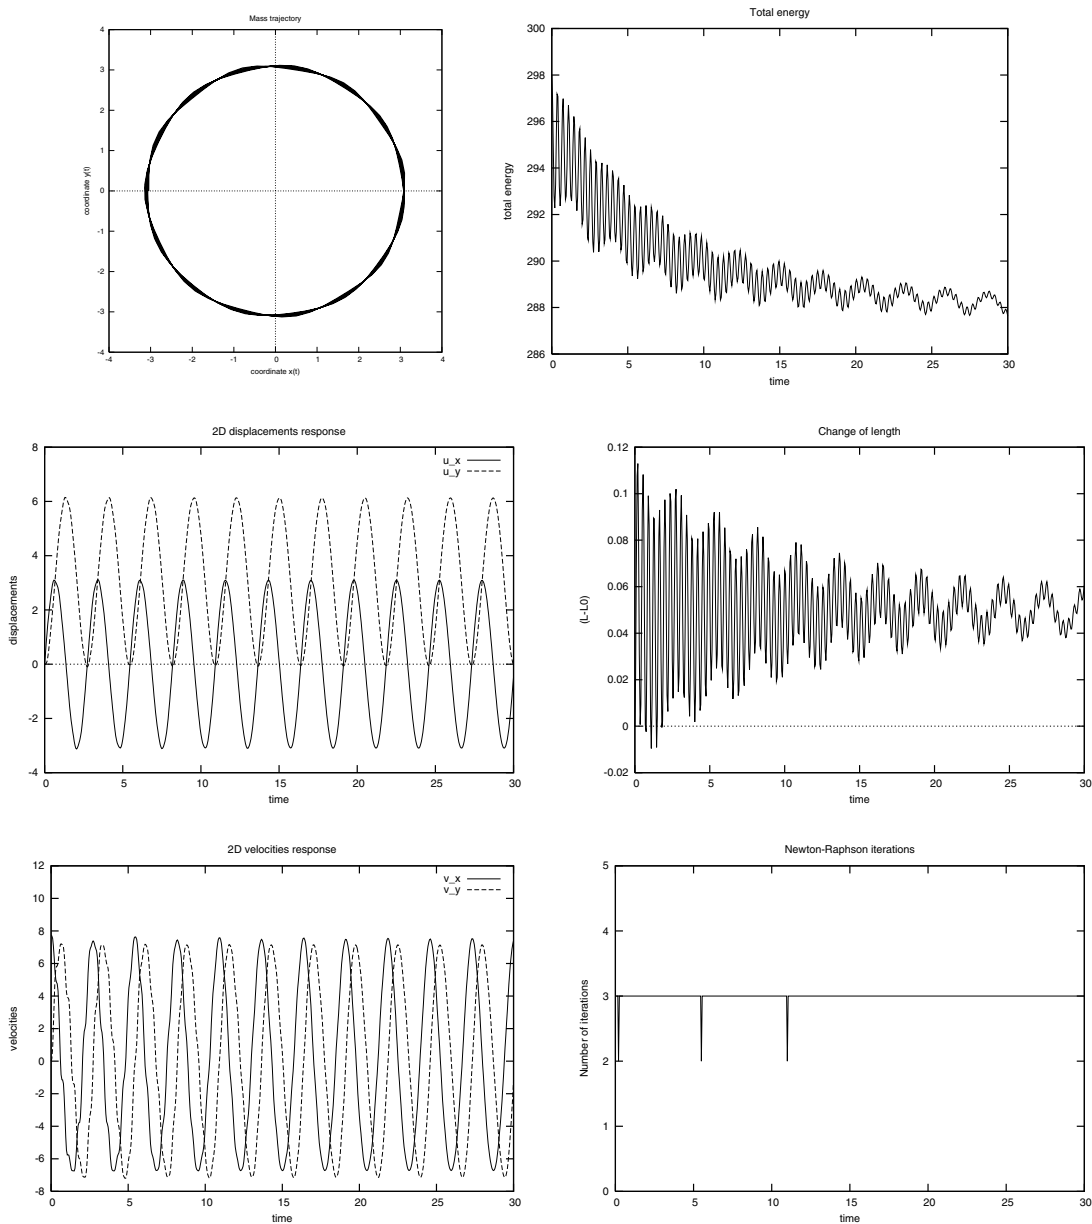 Mass trajectory
4
3
2
1
0
-1
-2
-3
-4
-4 -3 -2 -1 0 1 2 3 4
coordinate y(t)
coordinate x(t)
Total energy
300
298
296
294
292
290
288
286
0 5 10 15 20 25 30
total energy
time
2D displacements response
u_x
u_y
8
6
4
2
0
-2
-4
0 5 10 15 20 25 30
displacements
time
Change of length
0.12
0.1
0.08
0.06
0.04
0.02
0
-0.02
0 5 10 15 20 25 30
(L-L0)
time
2D velocities response
v_x
v_y
12
10
8
6
4
2
0
-2
-4
-6
-8
0 5 10 15 20 25 30
velocities
time
Newton-Raphson iterations
5
4
3
2
1
0
0 5 10 15 20 25 30
Number of iterations
time